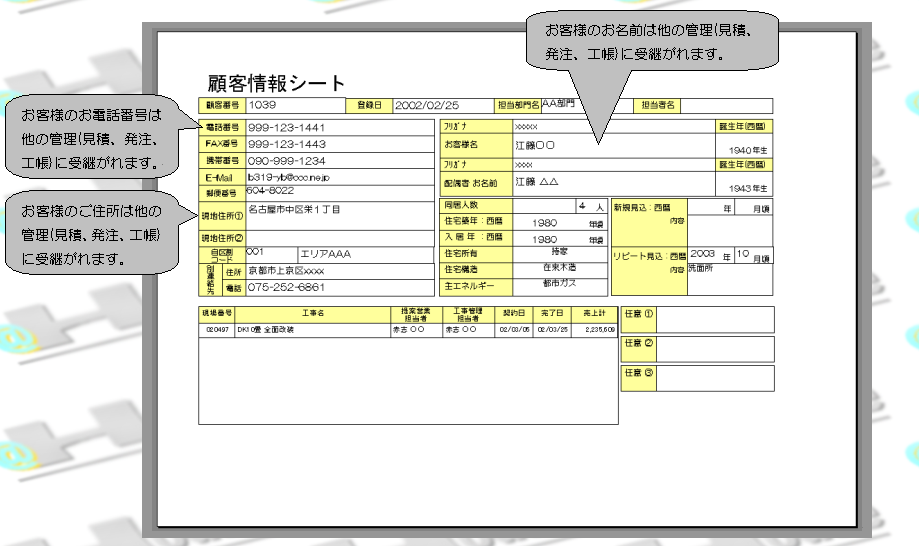 お客様のお名前は他の管理(見積、
発注、工帳)に受継がれます。
顧客情報シート
顧客番号 1039 登録日 2002/02/25 担当部門名 AA部門 担当者名
お客様のお電話番号は
他の管理(見積、発注、
工帳)に受継がれます。
電話番号 999-123-1441
FAX番号 999-123-1443
携帯番号 090-999-1234
E-Mail lb319-yb@ccc.ne.jp
郵便番号 604-8022
フリガナ ××××× 誕生年(西暦)
お客様名 江籐〇〇 1940年生
フリガナ ×××× 誕生年(西暦)
配偶者 お名前 江籐 △△ 1943年生
お客様のご住所は他の
管理(見積、発注、工帳)
に受継がれます。
現地住所① 名古屋市中区栄1丁目
現地住所②
自区割コード 001 エリアAAA
別連絡先 住所 京都市上京区xxxx
電話 075-252-6861
同居人数 4 人
住宅築年:西暦 1980 年頃
入居年:西暦 1980 年頃
住宅所有 持家
住宅構造 在来木造
主エネルギー 都市ガス
新規見込:西暦 年 月頃
内容
リピート見込:西暦 2003 年 10 月頃
内容 洗面所
現場番号 工事名 提案営業担当者 工事管理担当者 契約日 完了日 売上計
020497 DK10畳 全面改装 赤志 〇〇 赤志 〇〇 02/03/05 02/03/25 2,235,609
任意 ①
任意 ②
任意 ③